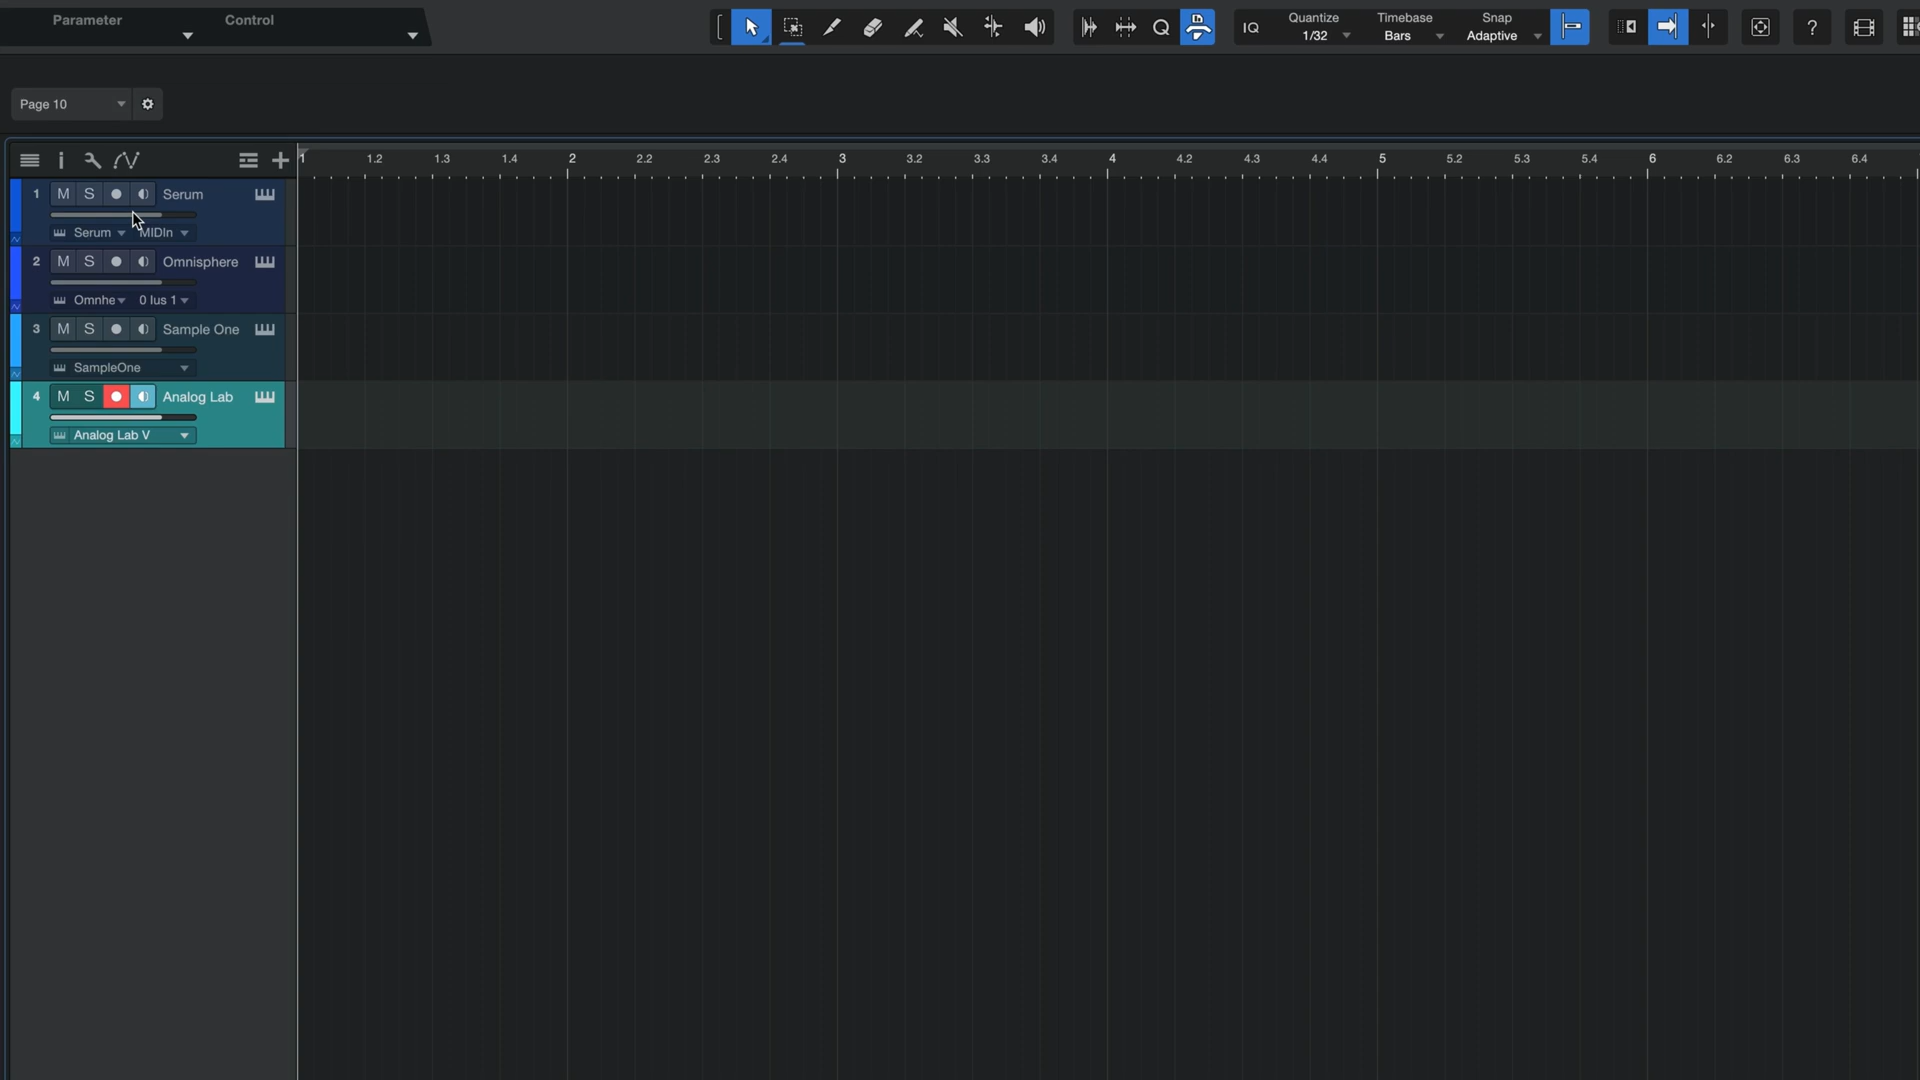 Parameter Control
IQ Quantize 1/32 Timebase Bars Snap Adaptive ?
Page 10
1 1.2 1.3 1.4 2 2.2 2.3 2.4 3 3.2 3.3 3.4 4 4.2 4.3 4.4 5 5.2 5.3 5.4 6 6.2 6.3 6.4
1 M S Serum
Serum MIDIn
2 M S Omnisphere
Omnhe 0 lus 1
3 M S Sample One
SampleOne
4 M S Analog Lab
Analog Lab V